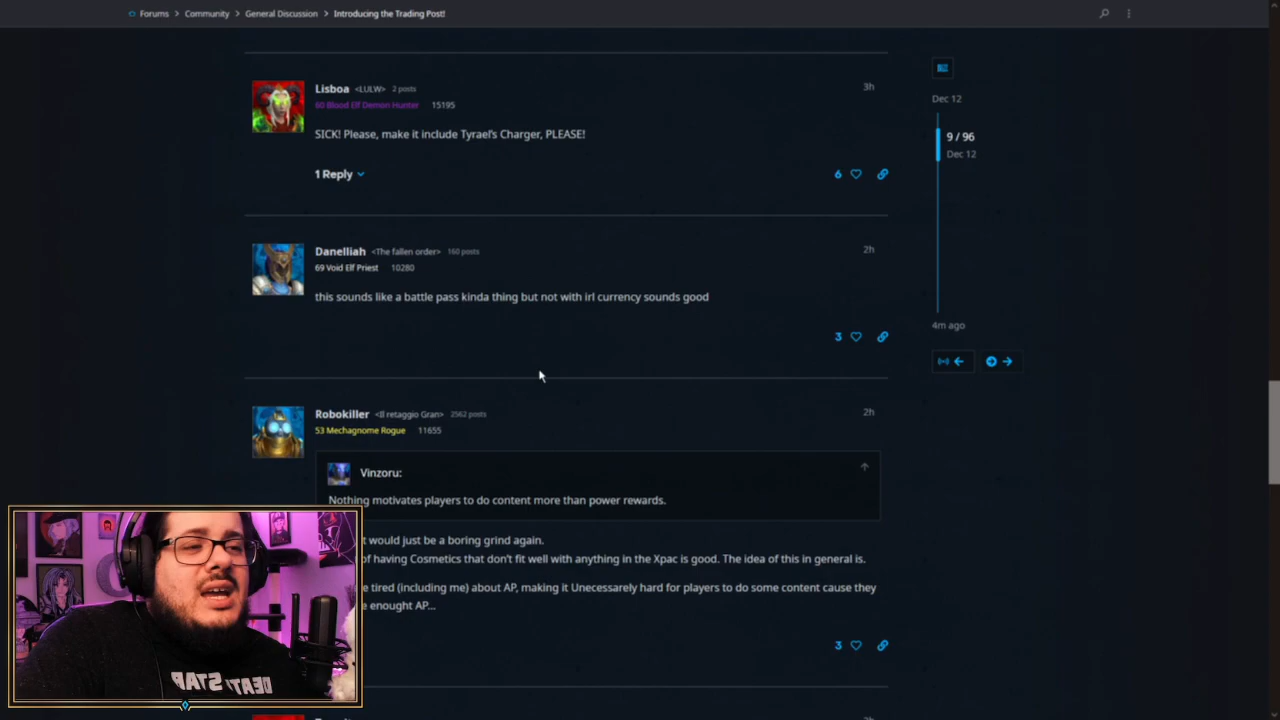 Forums > Community > General Discussion > Introducing the Trading Post!
Lisboa <LULW> 2 posts 3h
60 Blood Elf Demon Hunter 15195
SICK! Please, make it include Tyrael's Charger, PLEASE!
1 Reply 6
Dec 12
9 / 96
Dec 12
4m ago
Danelliah <The fallen order> 160 posts 2h
69 Void Elf Priest 10280
this sounds like a battle pass kinda thing but not with irl currency sounds good
3
Robokiller <Il retaggio Gran> 2562 posts 2h
53 Mechagnome Rogue 11655
Vinzoru:
Nothing motivates players to do content more than power rewards.
would just be a boring grind again.
of having Cosmetics that don't fit well with anything in the Xpac is good. The idea of this in general is.
tired (including me) about AP, making it Unecessarely hard for players to do some content cause they
enought AP...
3
DEATH STAR